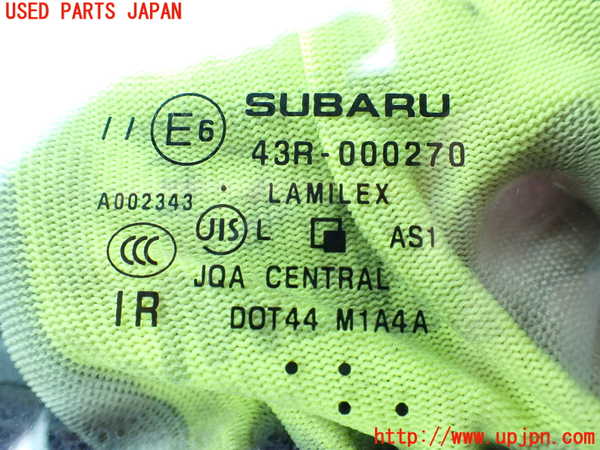 USED PARTS JAPAN
SUBARU
// E6 43R-000270
A002343 LAMILEX
CCC JIS L AS1
JQA CENTRAL
IR DOT44 M1A4A
http://www.upjpn.com/